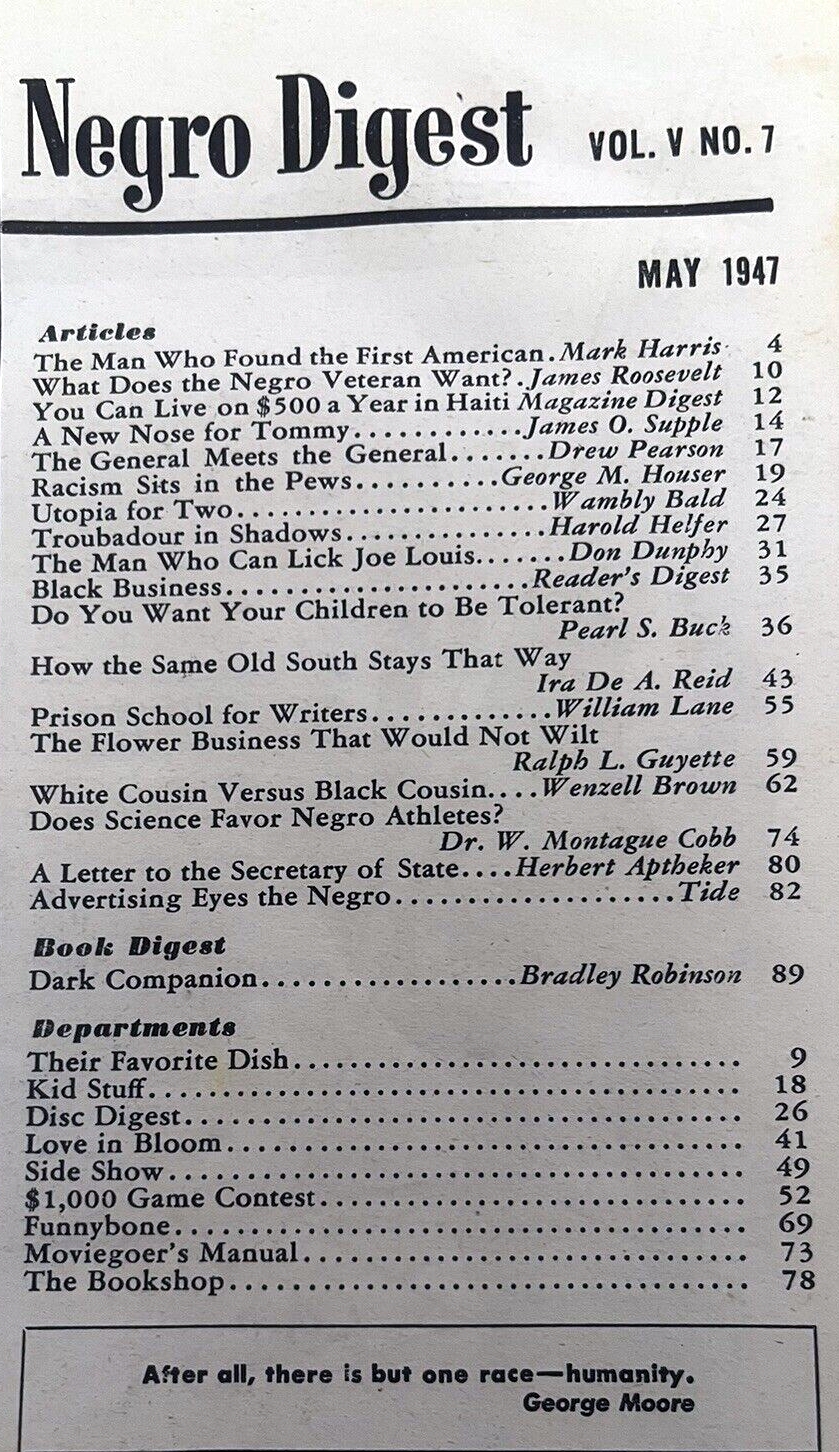 Negro Digest VOL. V NO. 7
MAY 1947
Articles
The Man Who Found the First American.Mark Harris 4
What Does the Negro Veteran Want?.James Roosevelt 10
You Can Live on $500 a Year in Haiti Magazine Digest 12
A New Nose for Tommy............James O. Supple 14
The General Meets the General.......Drew Pearson 17
Racism Sits in the Pews..........George M. Houser 19
Utopia for Two.......................Wambly Bald 24
Troubadour in Shadows...............Harold Helfer 27
The Man Who Can Lick Joe Louis.......Don Dunphy 31
Black Business......................Reader's Digest 35
Do You Want Your Children to Be Tolerant?
Pearl S. Buck 36
How the Same Old South Stays That Way
Ira De A. Reid 43
Prison School for Writers.............William Lane 55
The Flower Business That Would Not Wilt
Ralph L. Guyette 59
White Cousin Versus Black Cousin....Wenzell Brown 62
Does Science Favor Negro Athletes?
Dr. W. Montague Cobb 74
A Letter to the Secretary of State....Herbert Aptheker 80
Advertising Eyes the Negro.....................Tide 82
Book Digest
Dark Companion...................Bradley Robinson 89
Departments
Their Favorite Dish.................................. 9
Kid Stuff............................................ 18
Disc Digest.......................................... 26
Love in Bloom....................................... 41
Side Show........................................... 49
$1,000 Game Contest................................ 52
Funnybone........................................... 69
Moviegoer's Manual................................. 73
The Bookshop....................................... 78
After all, there is but one race—humanity.
George Moore